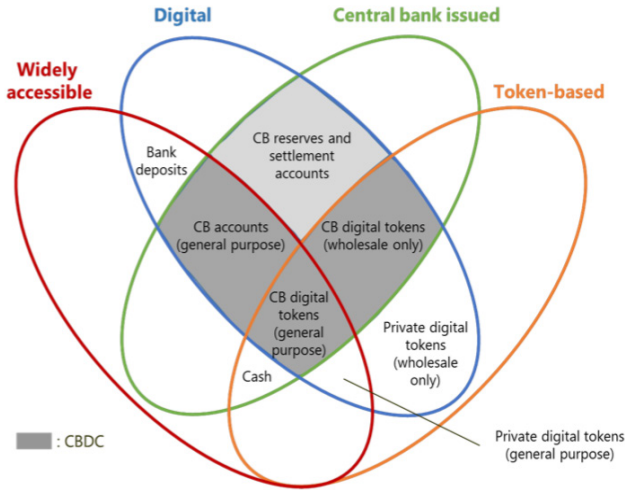 Digital
Central bank issued
Widely
accessible
Token-based
CB reserves and
settlement
accounts
Bank
deposits
CB accounts
(general purpose)
CB digital tokens
(wholesale only)
CB digital
tokens
(general
purpose)
Private digital
tokens
(wholesale
only)
Cash
: CBDC
Private digital tokens
(general purpose)